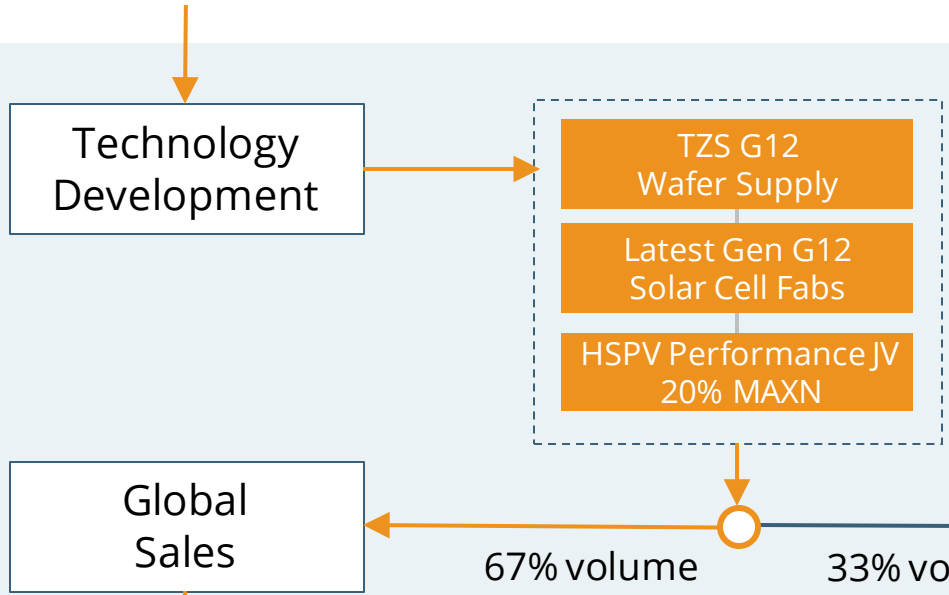 Technology
Development
TZS G12
Wafer Supply
Latest Gen G12
Solar Cell Fabs
HSPV Performance JV
20% MAXN
Global
Sales
67% volume
33%